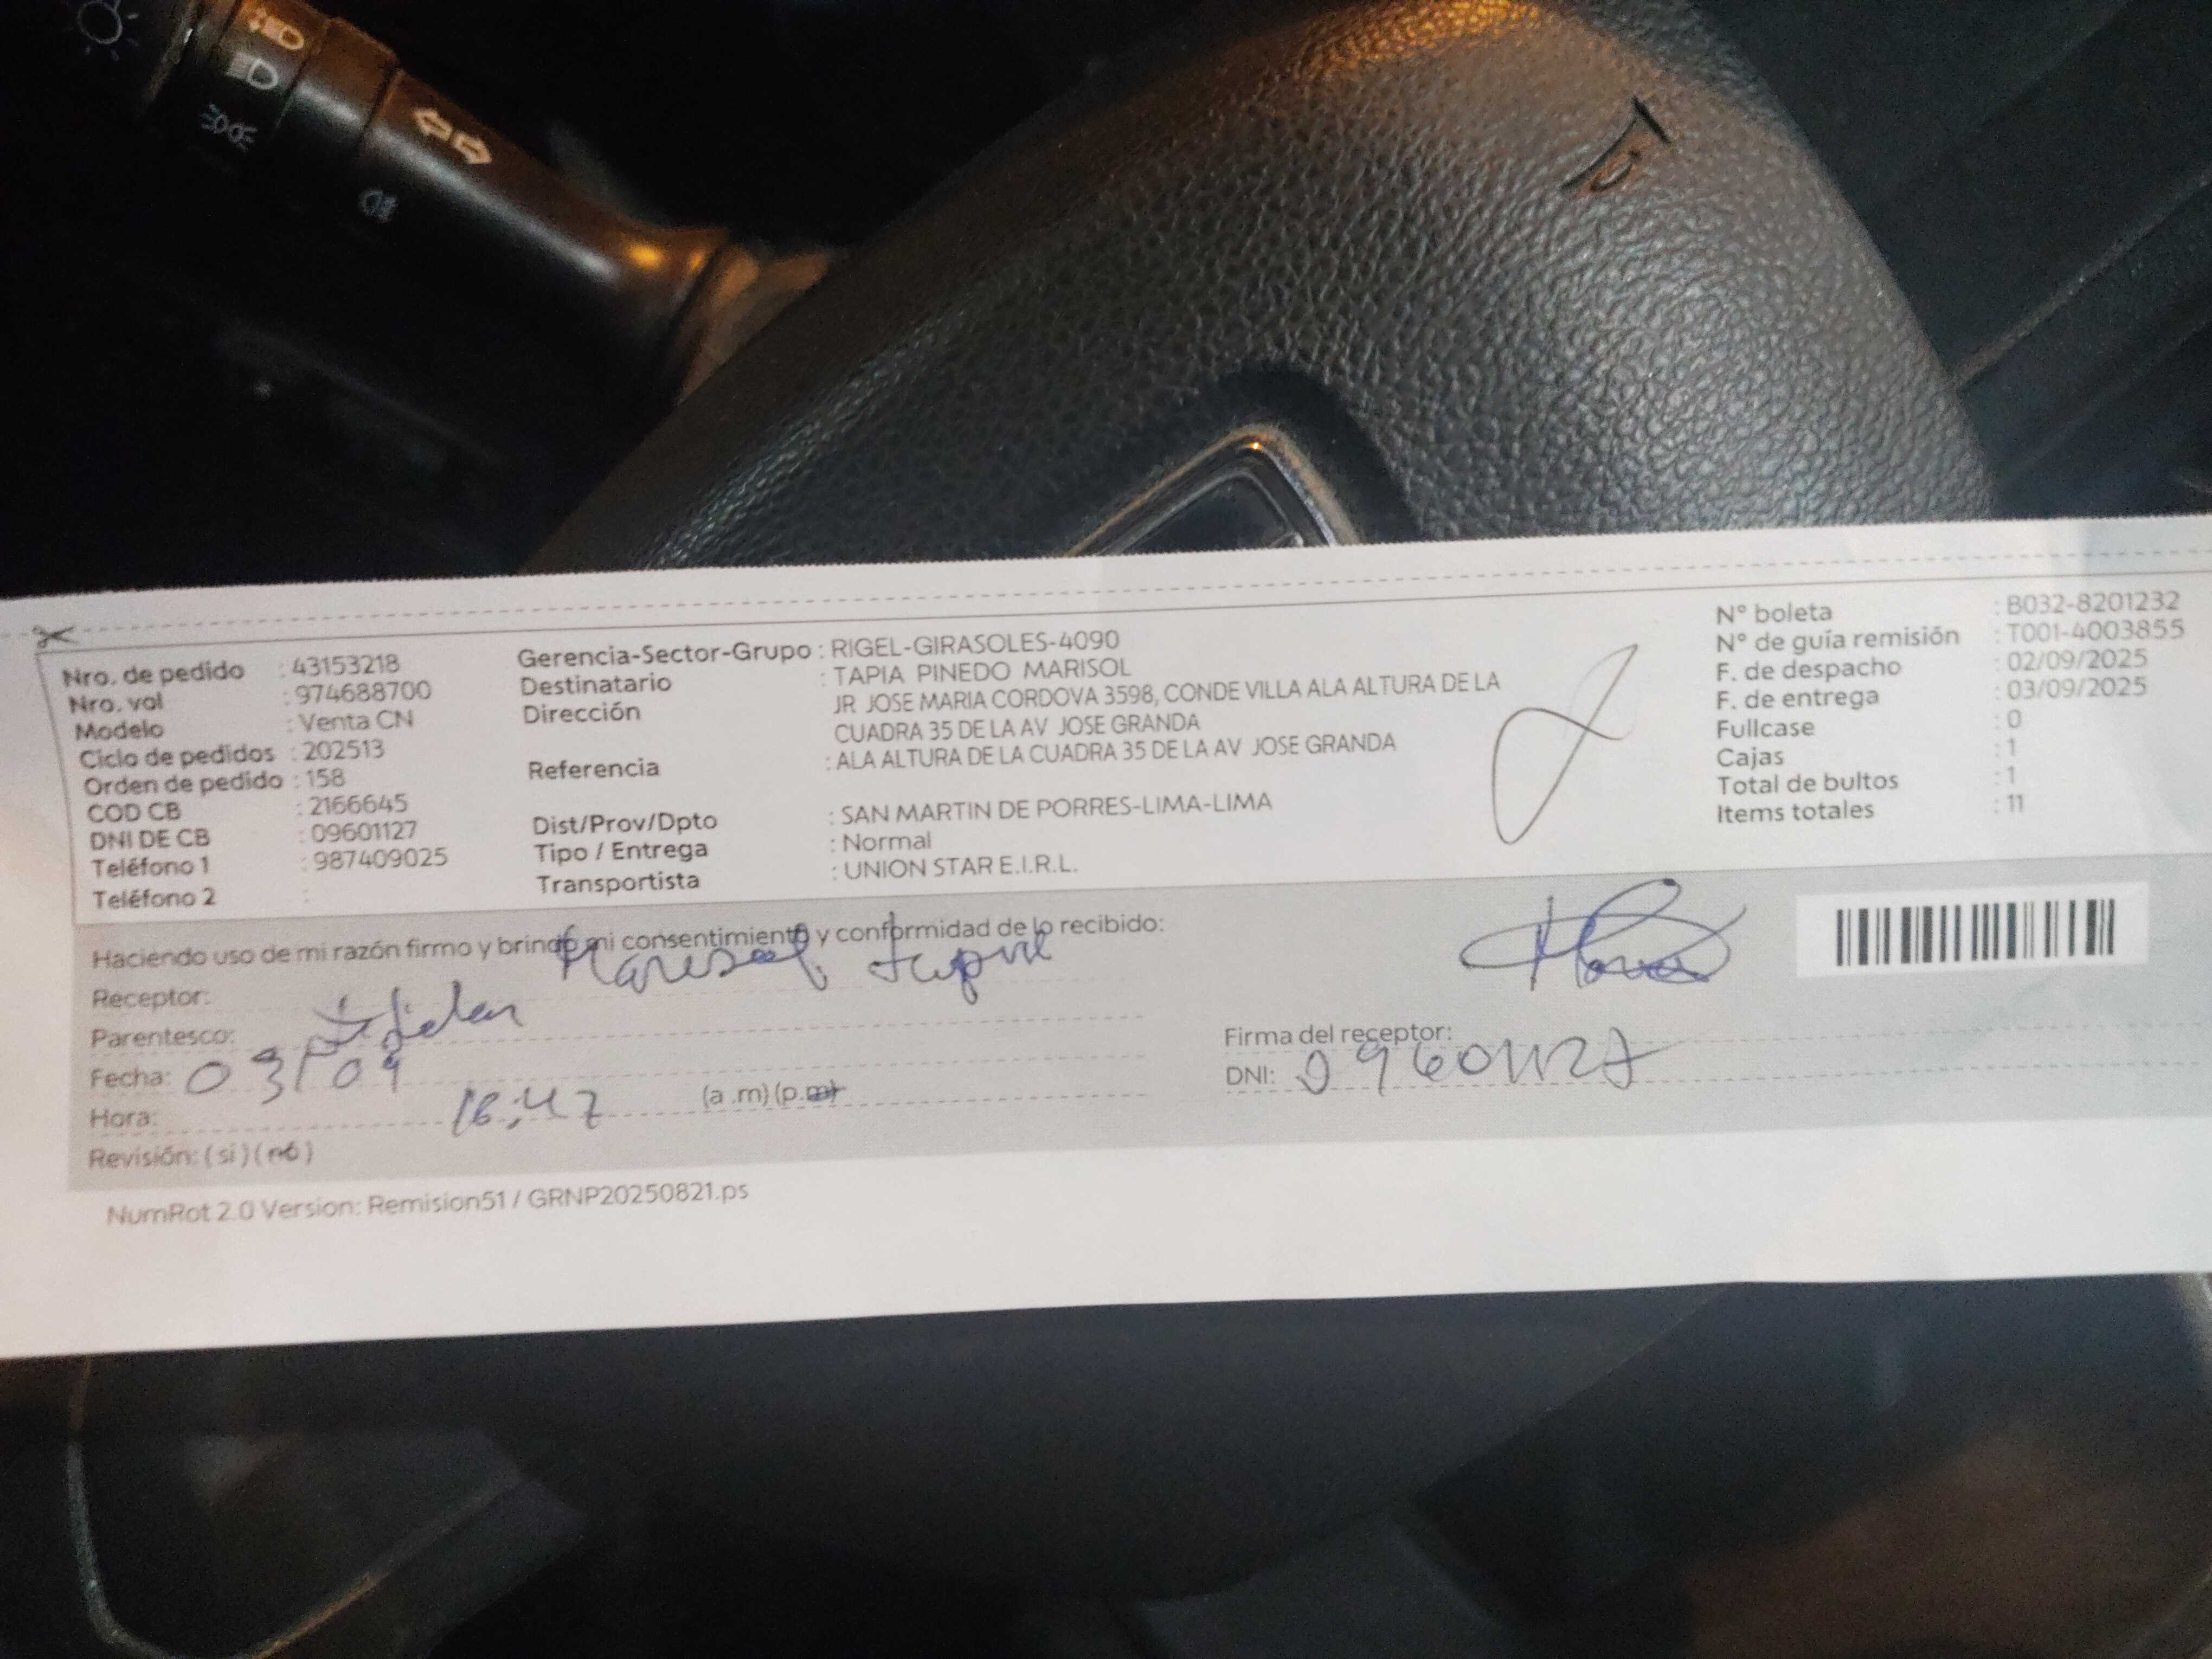 Nro. de pedido : 43153218
Nro. vol : 974688700
Modelo : Venta CN
Ciclo de pedidos : 202513
Orden de pedido : 158
COD CB : 2166645
DNI DE CB : 09601127
Teléfono 1 : 987409025
Teléfono 2 :
Gerencia-Sector-Grupo : RIGEL-GIRASOLES-4090
Destinatario : TAPIA PINEDO MARISOL
Dirección JR JOSE MARIA CORDOVA 3598, CONDE VILLA ALA ALTURA DE LA
CUADRA 35 DE LA AV JOSE GRANDA
Referencia : ALA ALTURA DE LA CUADRA 35 DE LA AV JOSE GRANDA
Dist/Prov/Dpto : SAN MARTIN DE PORRES-LIMA-LIMA
Tipo / Entrega : Normal
Transportista : UNION STAR E.I.R.L.
N° boleta : B032-8201232
N° de guía remisión : T001-4003855
F. de despacho : 02/09/2025
F. de entrega : 03/09/2025
Fullcase : 0
Cajas : 1
Total de bultos : 1
Items totales : 11
Haciendo uso de mi razón firmo y brindo mi consentimiento y conformidad de lo recibido:
Receptor: Marisol
Parentesco:
Fecha: 03/09
Hora: 16:47 (a .m) (p.m)
Revisión: ( si ) ( no )
Firma del receptor:
DNI: 09601127
NumRot 2.0 Version: Remision51 / GRNP20250821.ps